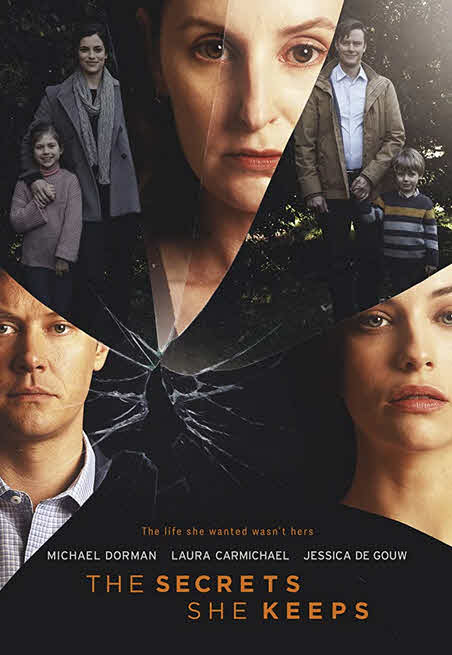 The life she wanted wasn't hers
MICHAEL DORMAN LAURA CARMICHAEL JESSICA DE GOUW
THE SECRETS
SHE KEEPS